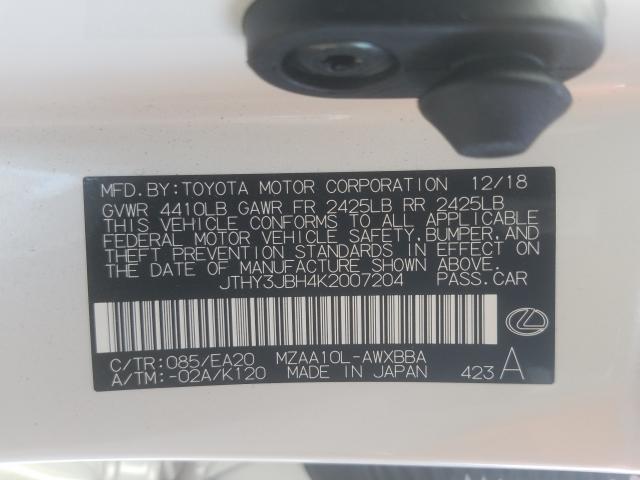 MFD. BY: TOYOTA MOTOR CORPORATION 12/18
GVWR 4410LB GAWR FR 2425LB RR 2425LB
THIS VEHICLE CONFORMS TO ALL APPLICABLE
FEDERAL MOTOR VEHICLE SAFETY, BUMPER, AND
THEFT PREVENTION STANDARDS IN EFFECT ON
THE DATE OF MANUFACTURE SHOWN ABOVE.
JTHY3JBH4K2007204 PASS. CAR
C/TR: 085/EA20 MZAA10L-AWXBBA
A/TM: -02A/K120 MADE IN JAPAN 423 A